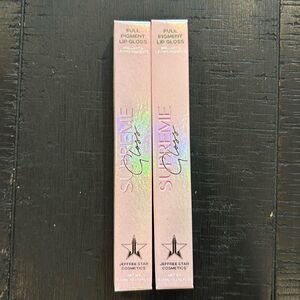 FULL
PIGMENT
LIP GLOSS
SUPREME
Gloss
JEFFREE STAR
COSMETICS
FULL
PIGMENT
LIP GLOSS
SUPREME
Gloss
JEFFREE STAR
COSMETICS